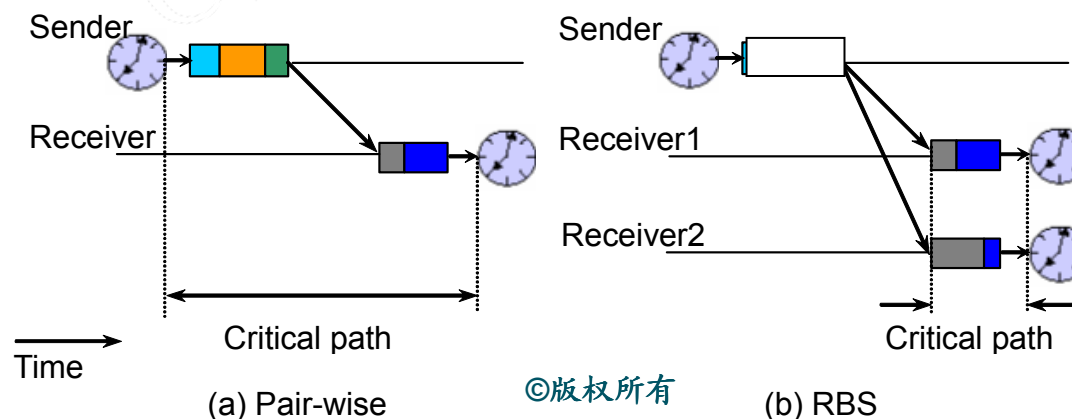 Sender
Receiver
Critical path
Time
(a) Pair-wise
Sender
Receiver1
Receiver2
Critical path
(b) RBS
©版权所有